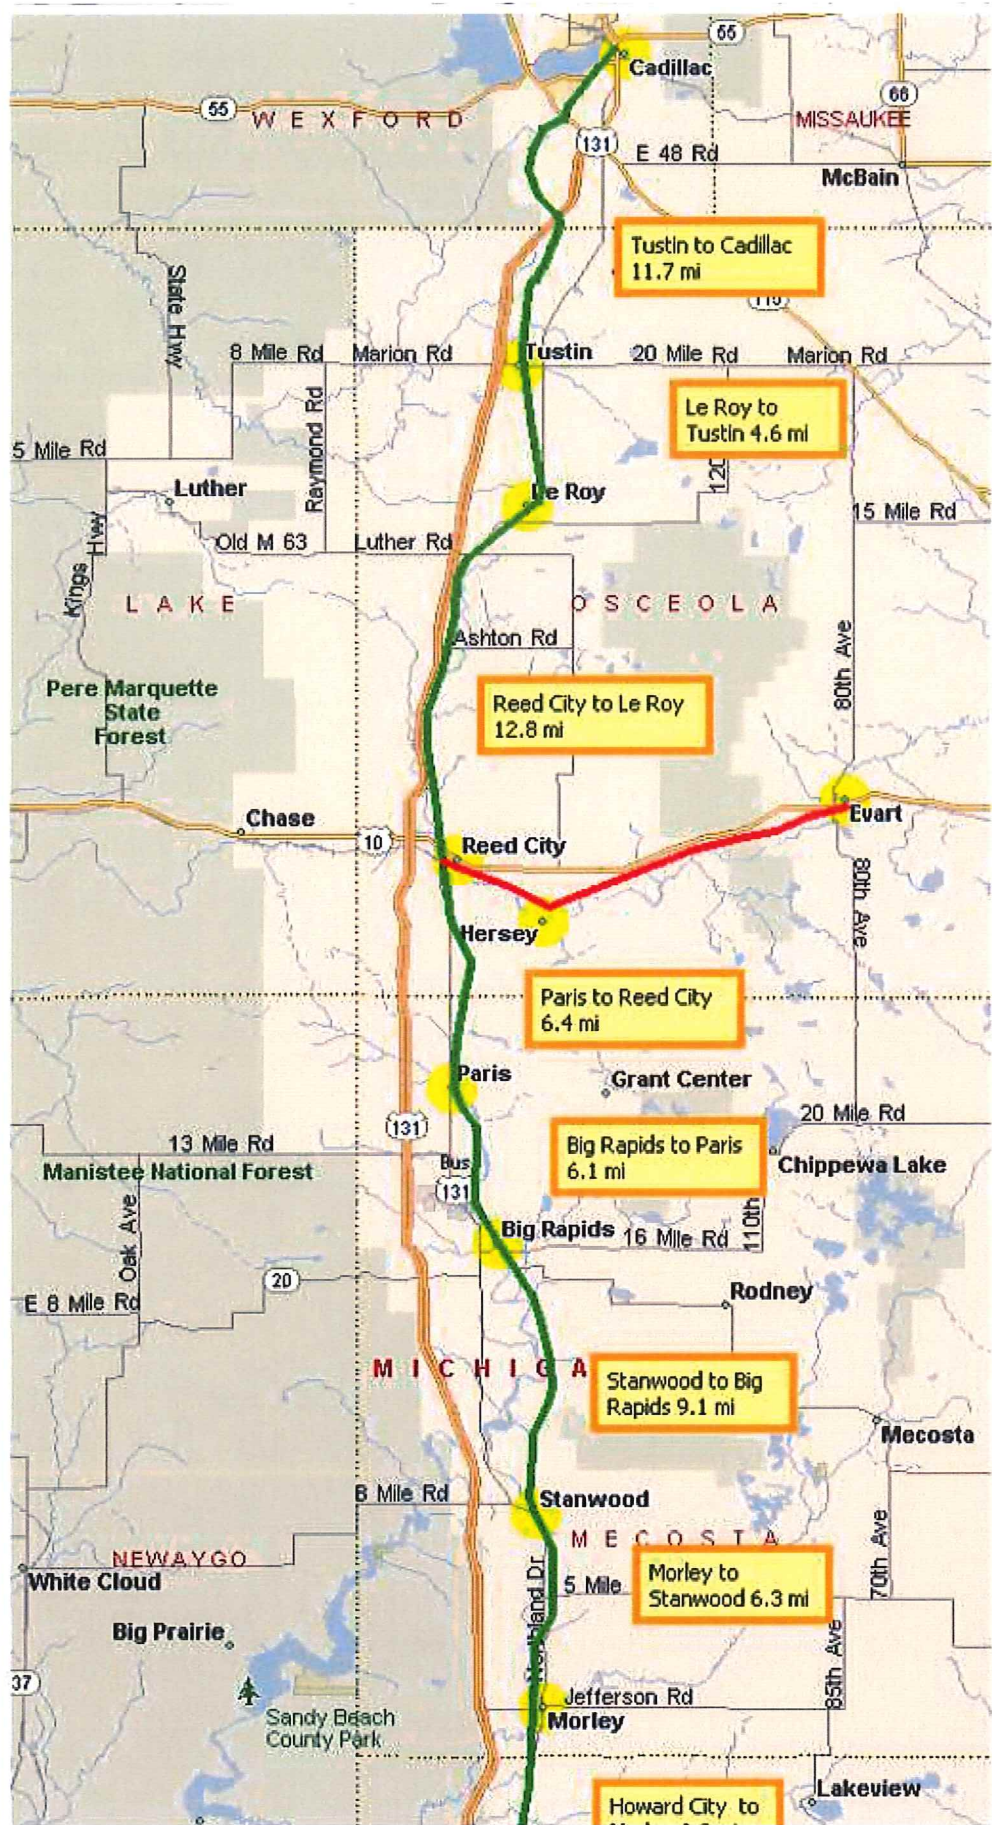 55
Cadillac
66
55
WEXFORD
MISSAUKEE
131
E 48 Rd
McBain
Tustin to Cadillac
11.7 mi
115
State Hwy
8 Mile Rd
Marion Rd
Tustin
20 Mile Rd
Marion Rd
Raymond Rd
Le Roy to
Tustin 4.6 mi
5 Mile Rd
120
Luther
Le Roy
15 Mile Rd
Kings Hwy
Old M 63
Luther Rd
LAKE
OSCEOLA
Ashton Rd
80th Ave
Pere Marquette
State
Forest
Reed City to Le Roy
12.8 mi
Chase
10
Reed City
Evart
80th Ave
Hersey
Paris to Reed City
6.4 mi
Paris
Grant Center
131
13 Mile Rd
20 Mile Rd
Manistee National Forest
Bus
131
Big Rapids to Paris
6.1 mi
Chippewa Lake
Oak Ave
Big Rapids
16 Mile Rd
110th
20
E 8 Mile Rd
Rodney
MICHIGA
Stanwood to Big
Rapids 9.1 mi
Mecosta
8 Mile Rd
Stanwood
MECOSTA
70th Ave
NEWAYGO
White Cloud
Northland Dr
5 Mile
Morley to
Stanwood 6.3 mi
Big Prairie
85th Ave
37
Sandy Beach
County Park
Jefferson Rd
Morley
Lakeview
Howard City to